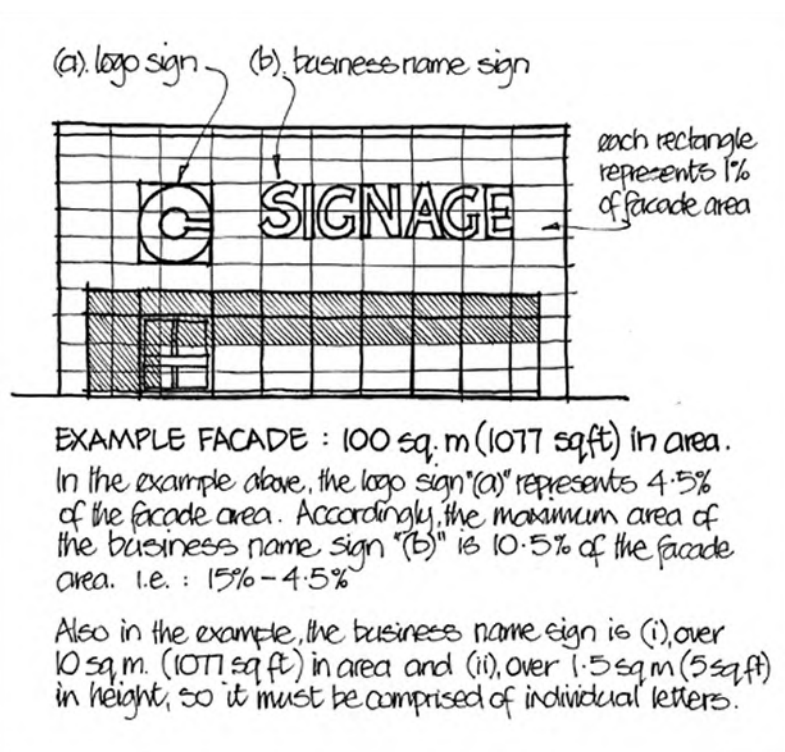 (a). logo sign
(b). business name sign
each rectangle
represents 1%
of facade area
SIGNAGE
EXAMPLE FACADE : 100 sq. m (1077 sqft) in area.
In the example above, the logo sign "(a)" represents 4.5%
of the facade area. Accordingly, the maximum area of
the business name sign "(b)" is 10.5% of the facade
area. i.e. : 15% – 4.5%
Also in the example, the business name sign is (i), over
10 sq. m. (1077 sq ft) in area and (ii), over 1.5 sq m (5 sq ft)
in height, so it must be comprised of individual letters.